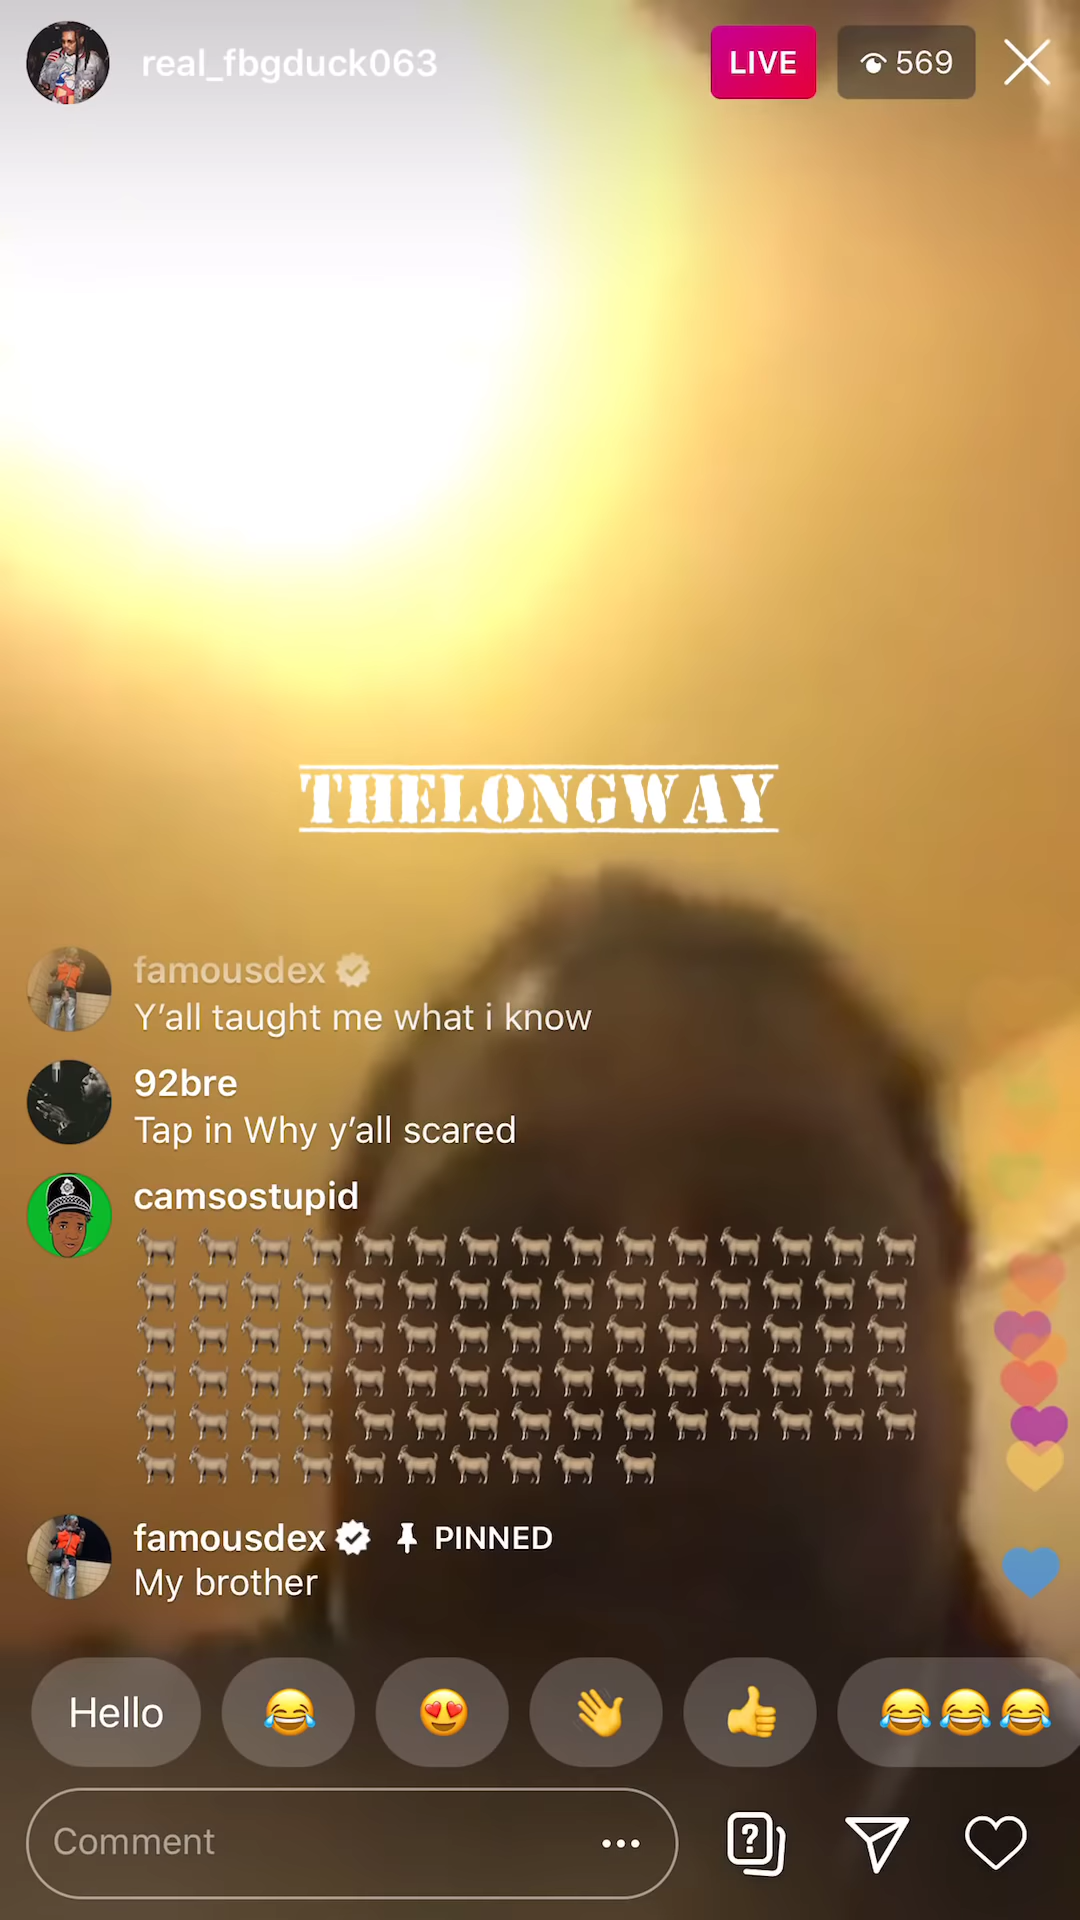 real_fbgduck063
LIVE
569
THELONGWAY
famousdex
Y’all taught me what i know
92bre
Tap in Why y’all scared
camsostupid
famousdex PINNED
My brother
Hello
Comment